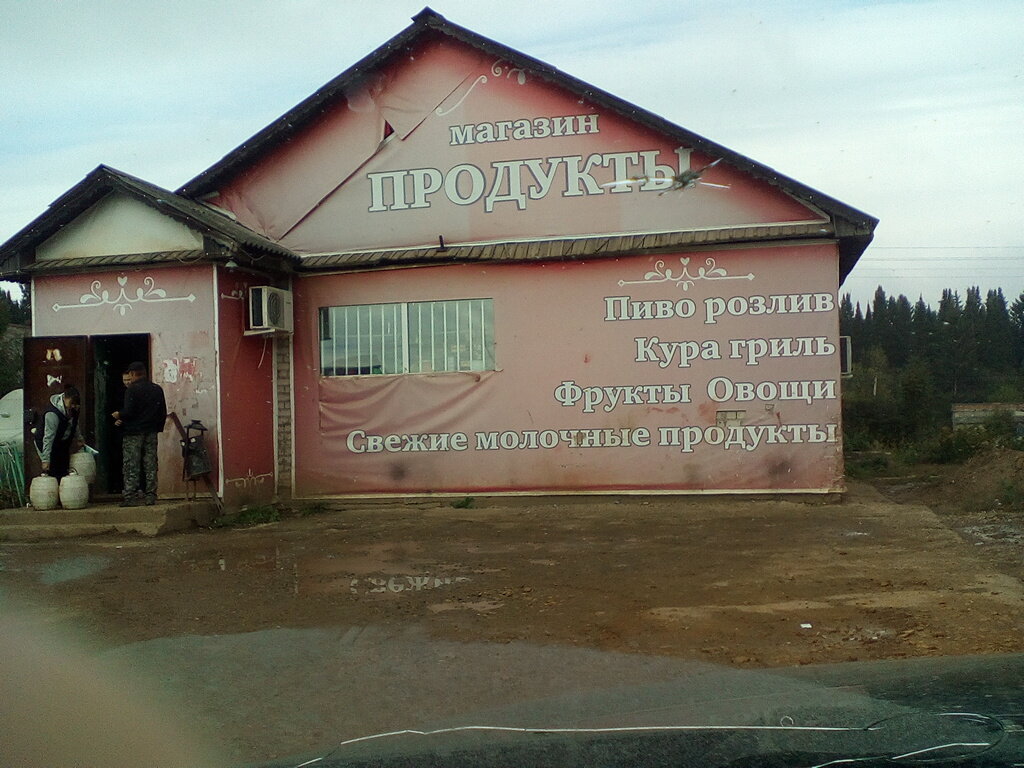 магазин
ПРОДУКТЫ
Пиво розлив
Кура гриль
Фрукты Овощи
Свежие молочные продукты